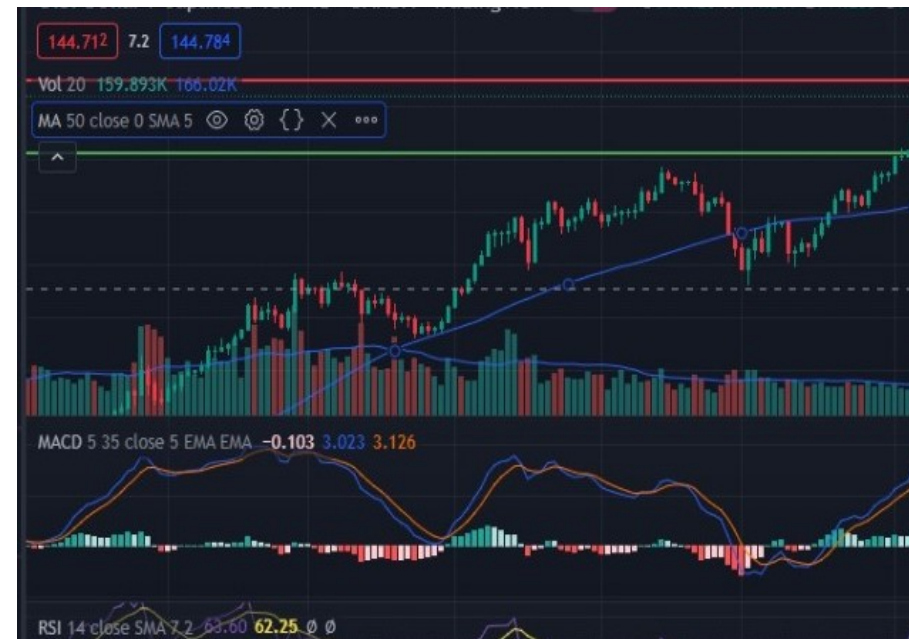 144.712 7.2 144.784
Vol 20 159.893K 166.02K
MA 50 close 0 SMA 5
MACD 5 35 close 5 EMA EMA −0.103 3.023 3.126
RSI 14 close SMA 7 2 63.60 62.25 Ø Ø